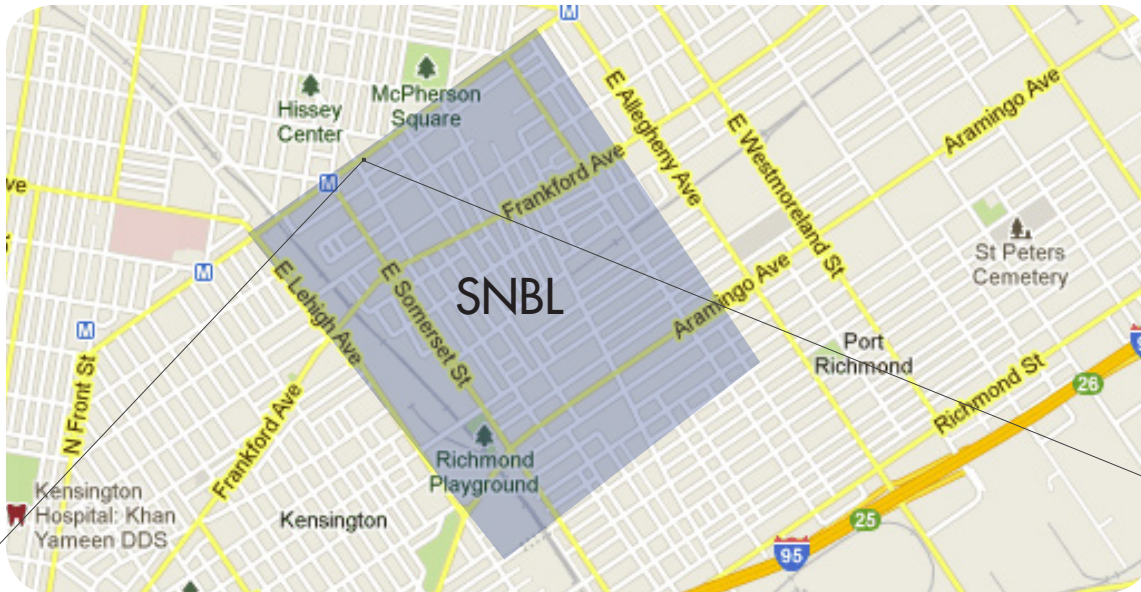 M
McPherson
Square
Hissey
Center
E Allegheny Ave
E Westmoreland St
Aramingo Ave
M
ve
Frankford Ave
St Peters
Cemetery
M
E Lehigh Ave
E Somerset St
SNBL
Aramingo Ave
M
Port
Richmond
N Front St
Frankford Ave
Richmond St
26
Richmond
Playground
Kensington
Hospital: Khan
Yameen DDS
Kensington
25
95